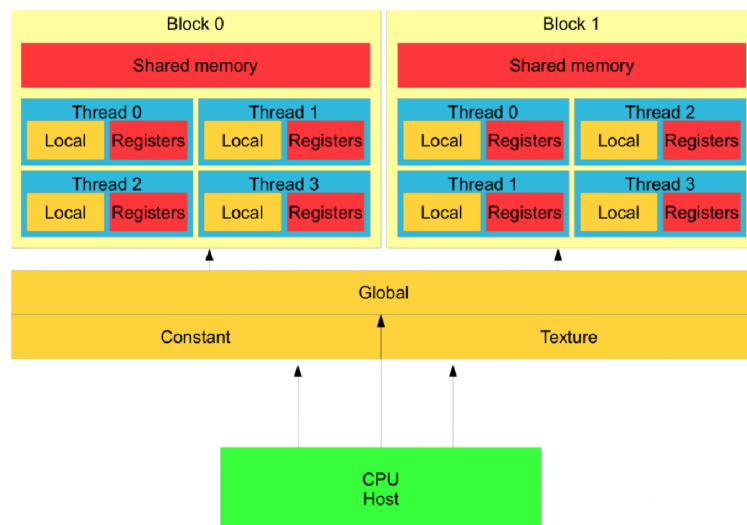 Block 0
Shared memory
Thread 0
Local Registers
Thread 1
Local Registers
Thread 2
Local Registers
Thread 3
Local Registers
Block 1
Shared memory
Thread 0
Local Registers
Thread 2
Local Registers
Thread 1
Local Registers
Thread 3
Local Registers
Global
Constant
Texture
CPU
Host